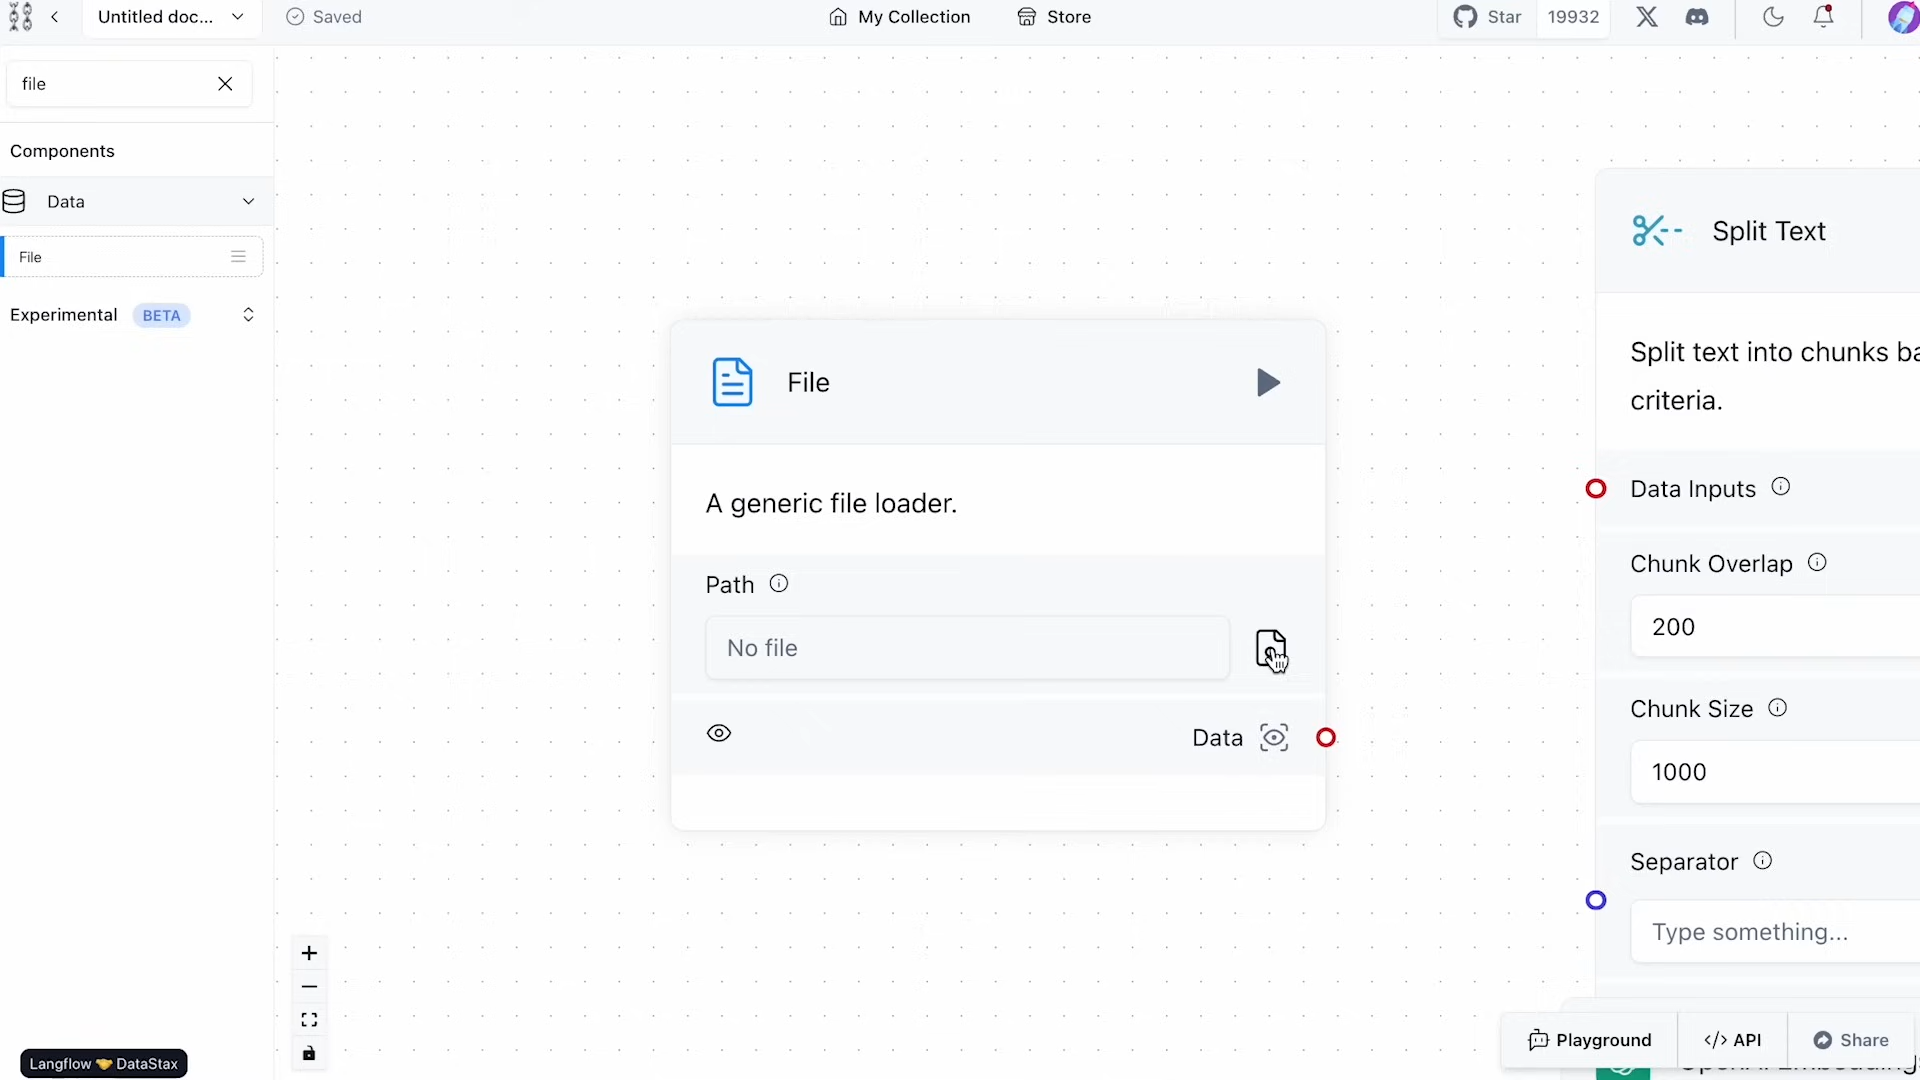 Untitled doc...
Saved
My Collection
Store
Star
19932
file
Components
Data
File
Experimental BETA
File
A generic file loader.
Path
No file
Data
Split Text
Split text into chunks ba
criteria.
Data Inputs
Chunk Overlap
200
Chunk Size
1000
Separator
Type something...
Playground
</> API
Share
Langflow 🤝 DataStax